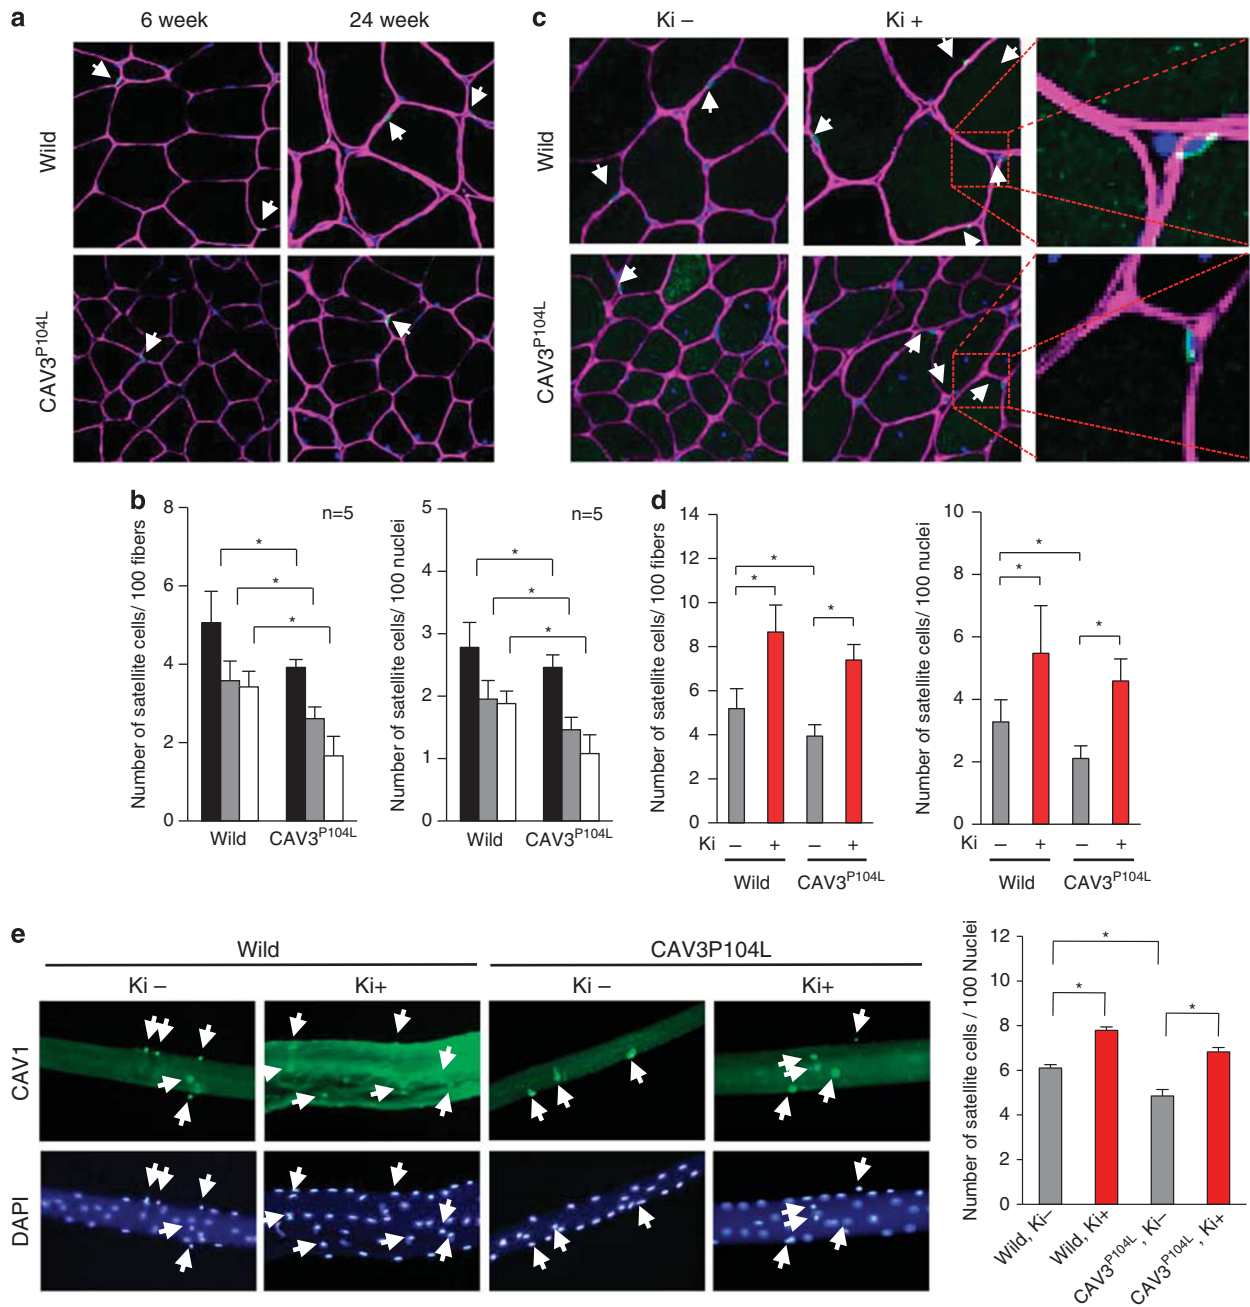 a
6 week
24 week
Wild
CAV3P104L
c
Ki –
Ki +
Wild
CAV3P104L
b
Number of satellite cells/ 100 fibers
8
6
4
2
0
n=5
*
*
*
Wild
CAV3P104L
Number of satellite cells/ 100 nuclei
5
4
3
2
1
0
n=5
*
*
*
Wild
CAV3P104L
d
Number of satellite cells/ 100 fibers
14
12
10
8
6
4
2
0
*
*
*
Ki – + – +
Wild
CAV3P104L
Number of satellite cells/ 100 nuclei
10
8
6
4
2
0
*
*
*
Ki – + – +
Wild
CAV3P104L
e
Wild
CAV3P104L
Ki –
Ki+
Ki –
Ki+
CAV1
DAPI
Number of satellite cells / 100 Nuclei
12
10
8
6
4
2
0
*
*
*
Wild, Ki–
Wild, Ki+
CAV3P104L, Ki–
CAV3P104L, Ki+